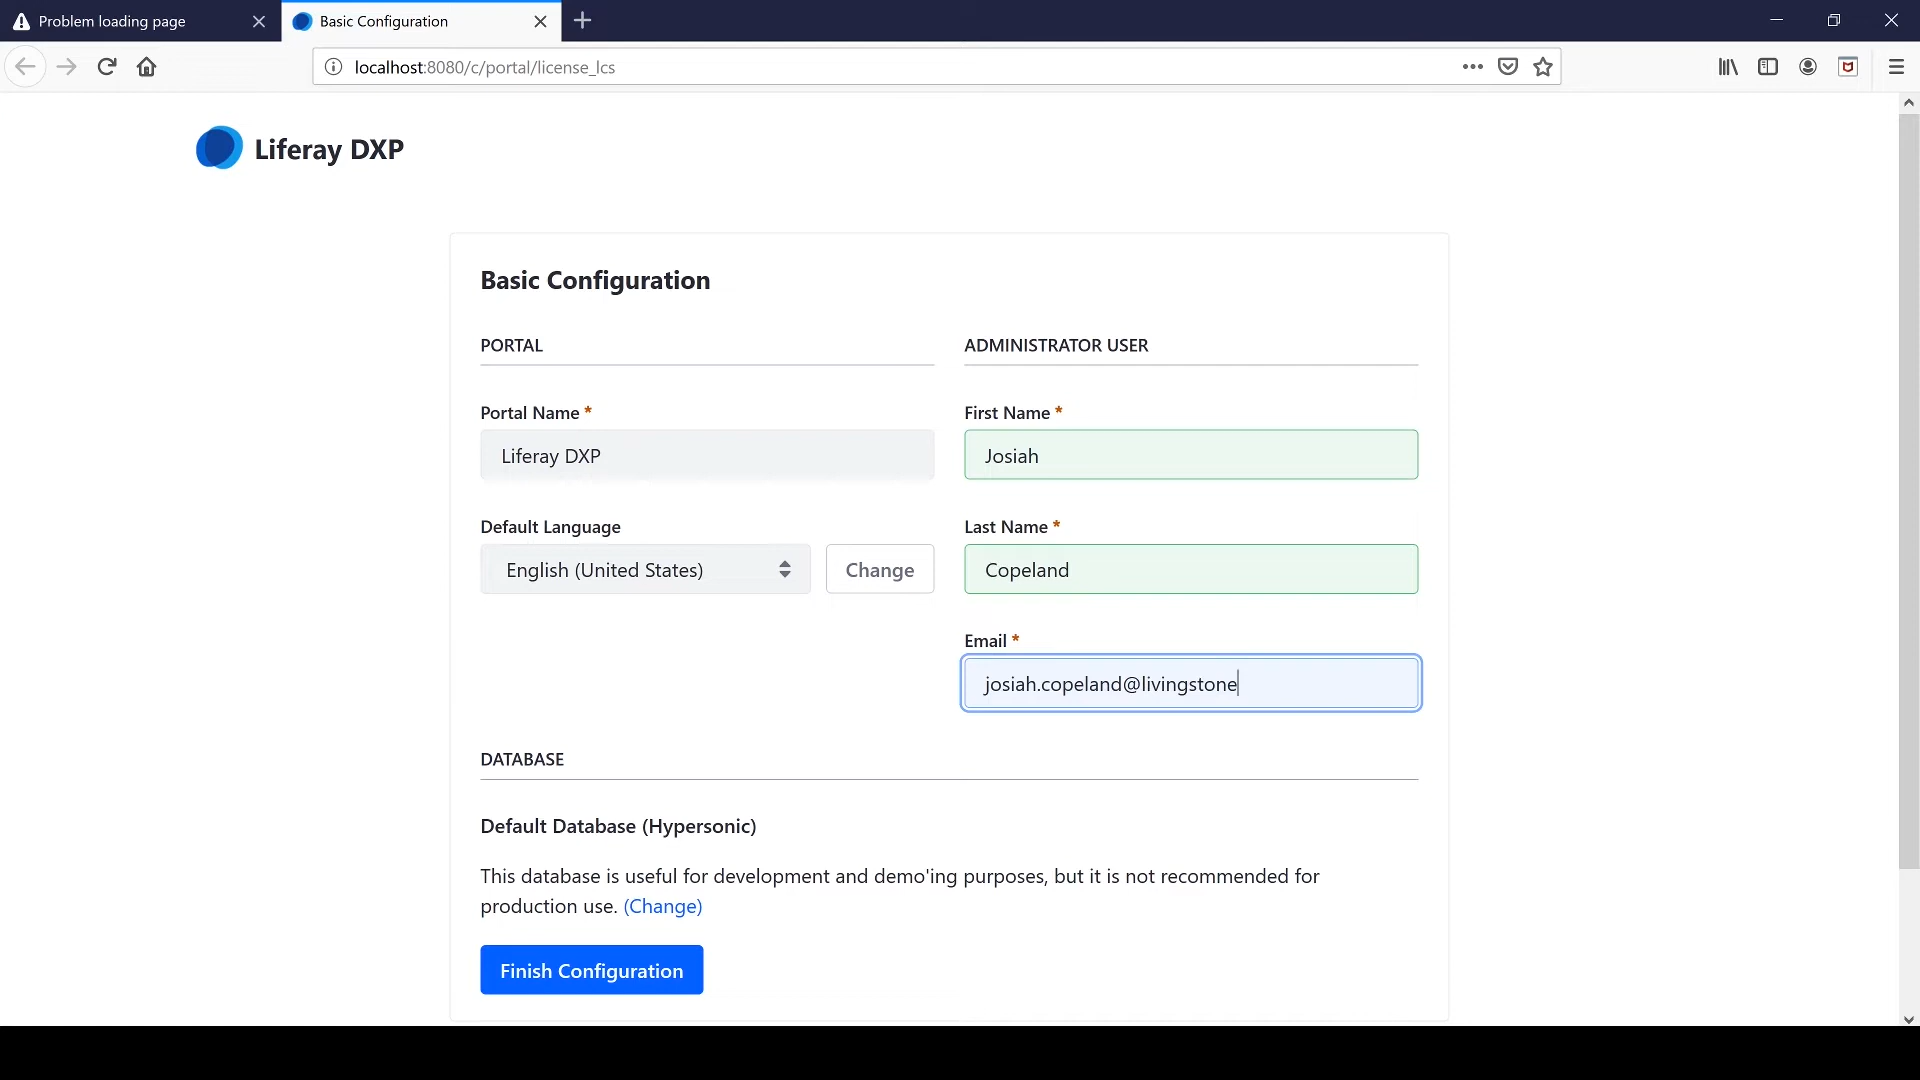 Problem loading page
Basic Configuration
localhost:8080/c/portal/license_lcs
Liferay DXP
Basic Configuration
PORTAL
ADMINISTRATOR USER
Portal Name *
First Name *
Liferay DXP
Josiah
Default Language
Last Name *
English (United States)
Change
Copeland
Email *
josiah.copeland@livingstone
DATABASE
Default Database (Hypersonic)
This database is useful for development and demo'ing purposes, but it is not recommended for
production use. (Change)
Finish Configuration